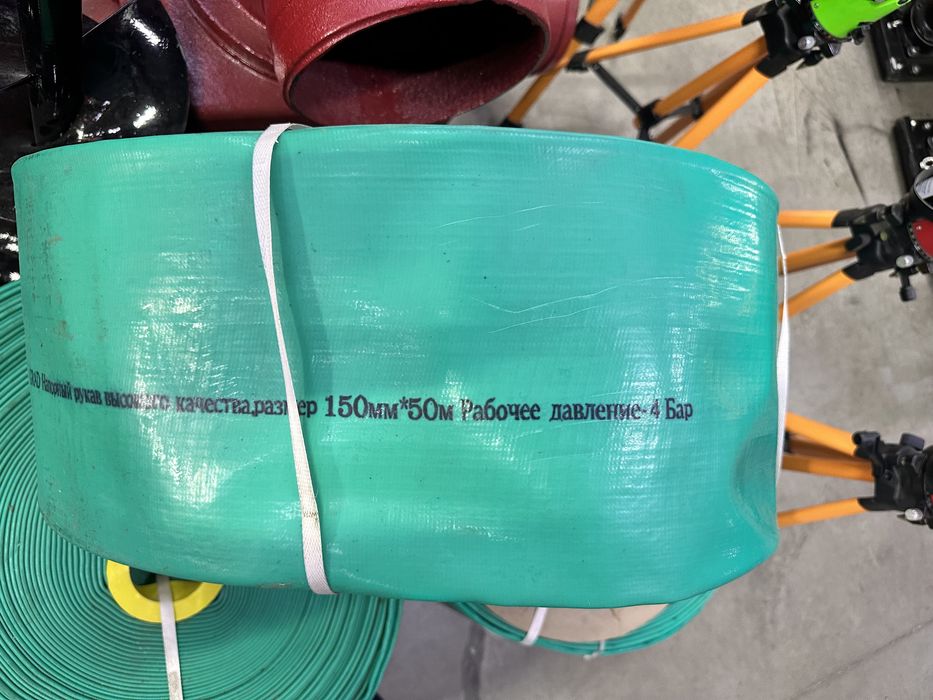 Напорный рукав высокого качества,размер 150мм*50м Рабочее давление- 4 Бар